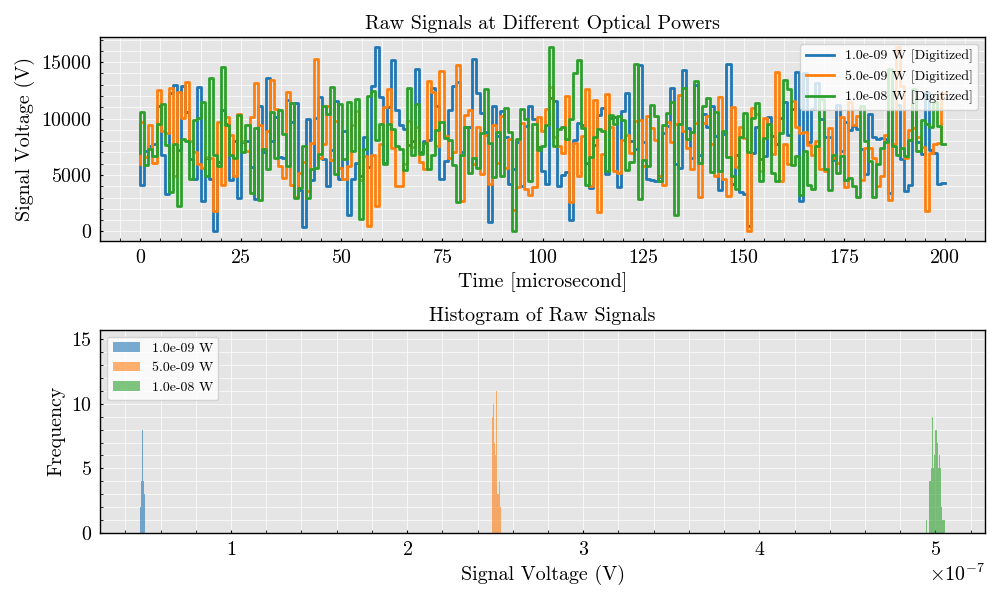 Raw Signals at Different Optical Powers
Signal Voltage (V)
15000
10000
5000
0
1.0e-09 W [Digitized]
5.0e-09 W [Digitized]
1.0e-08 W [Digitized]
0 25 50 75 100 125 150 175 200
Time [microsecond]
Histogram of Raw Signals
Frequency
15
10
5
0
1.0e-09 W
5.0e-09 W
1.0e-08 W
1 2 3 4 5
×10⁻⁷
Signal Voltage (V)